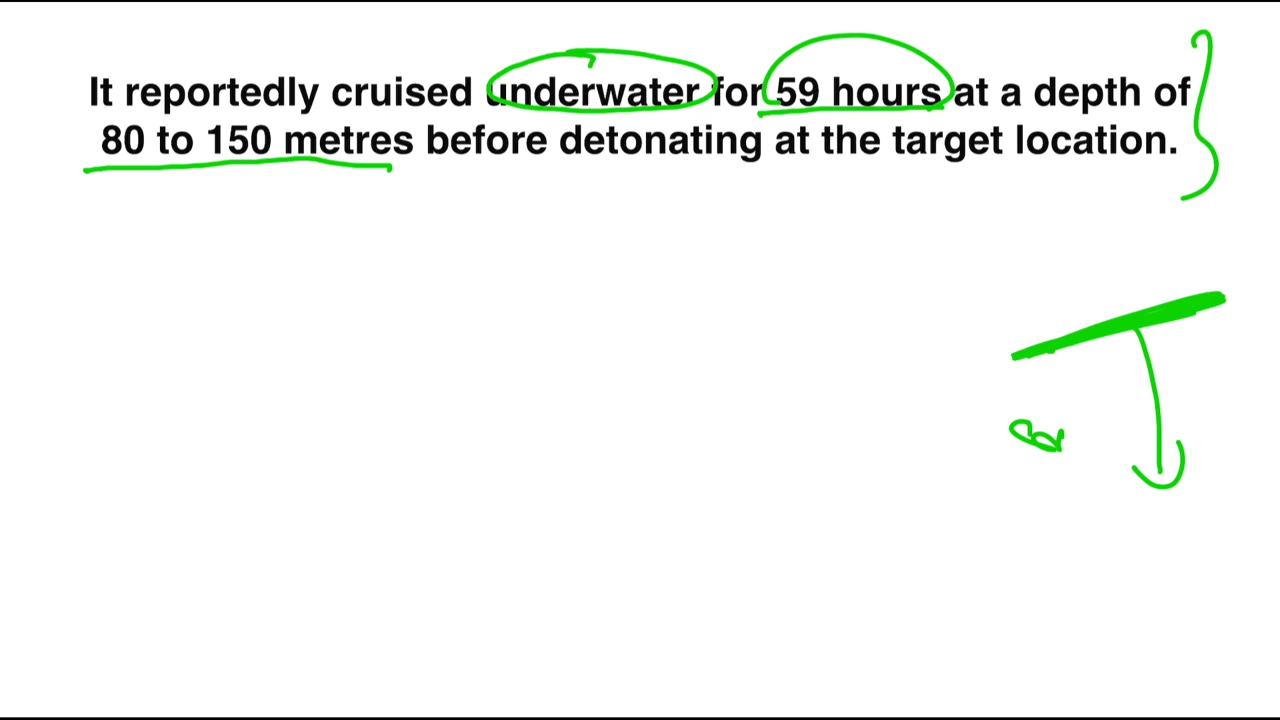 It reportedly cruised underwater for 59 hours at a depth of
80 to 150 metres before detonating at the target location.